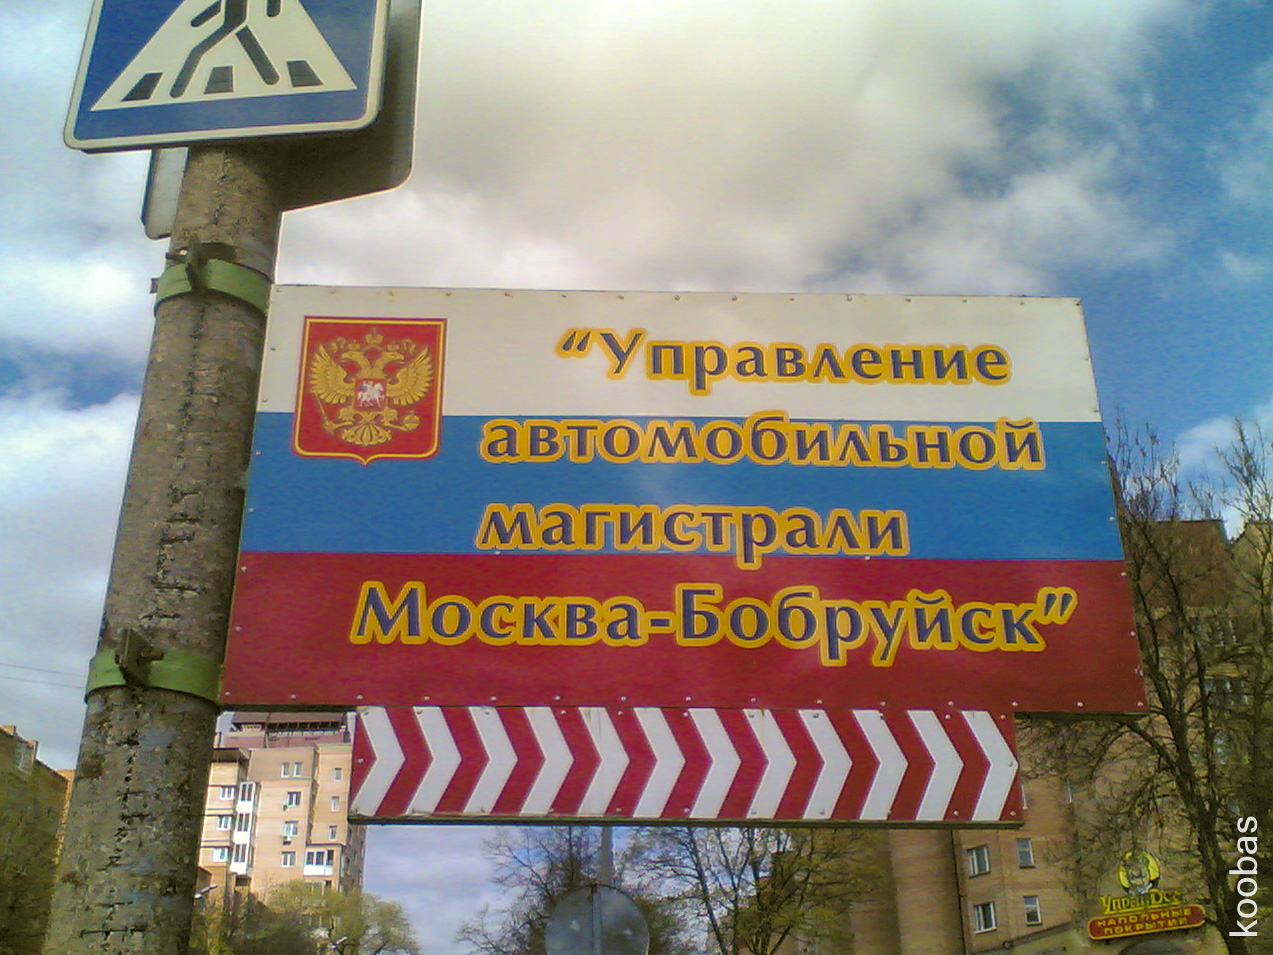 “Управление
автомобильной
магистрали
Москва-Бобруйск”
НАПОЛЬНЫЕ
ПОКРЫТИЯ
koobas